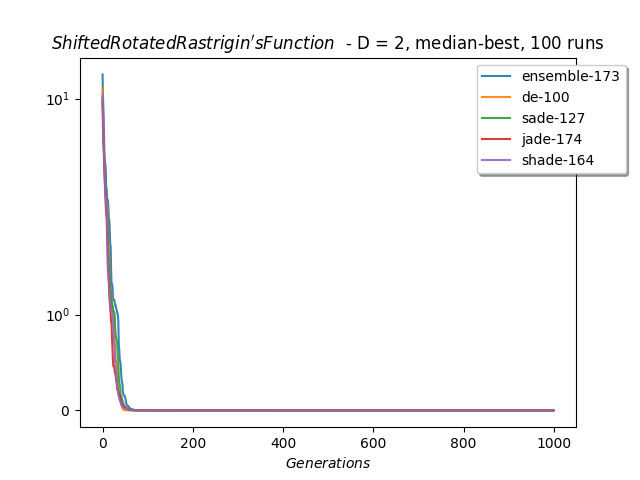 ShiftedRotatedRastrigin'sFunction - D = 2, median-best, 100 runs
ensemble-173
de-100
sade-127
jade-174
shade-164
10^1
10^0
0
0 200 400 600 800 1000
Generations